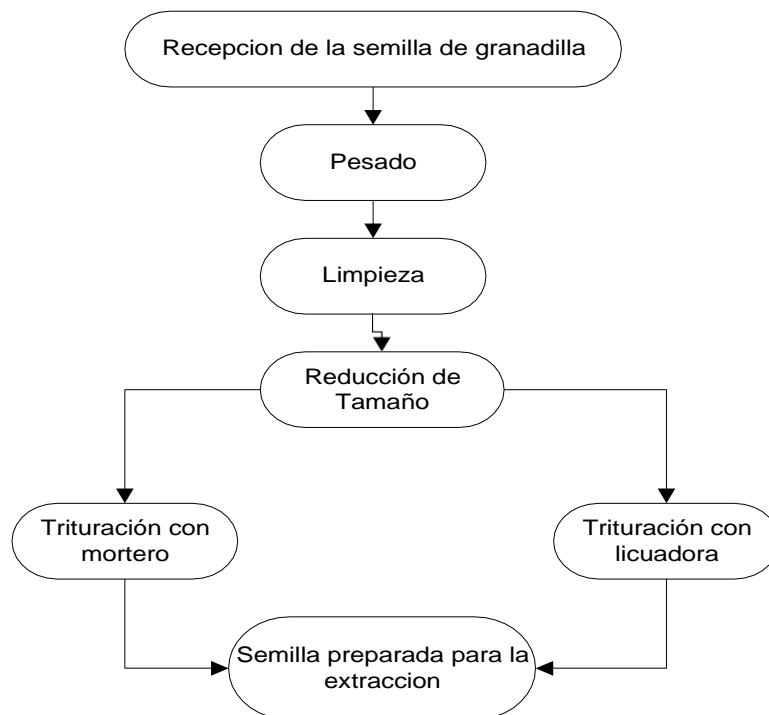 Recepcion de la semilla de granadilla
Pesado
Limpieza
Reducción de
Tamaño
Trituración con
mortero
Trituración con
licuadora
Semilla preparada para la
extraccion